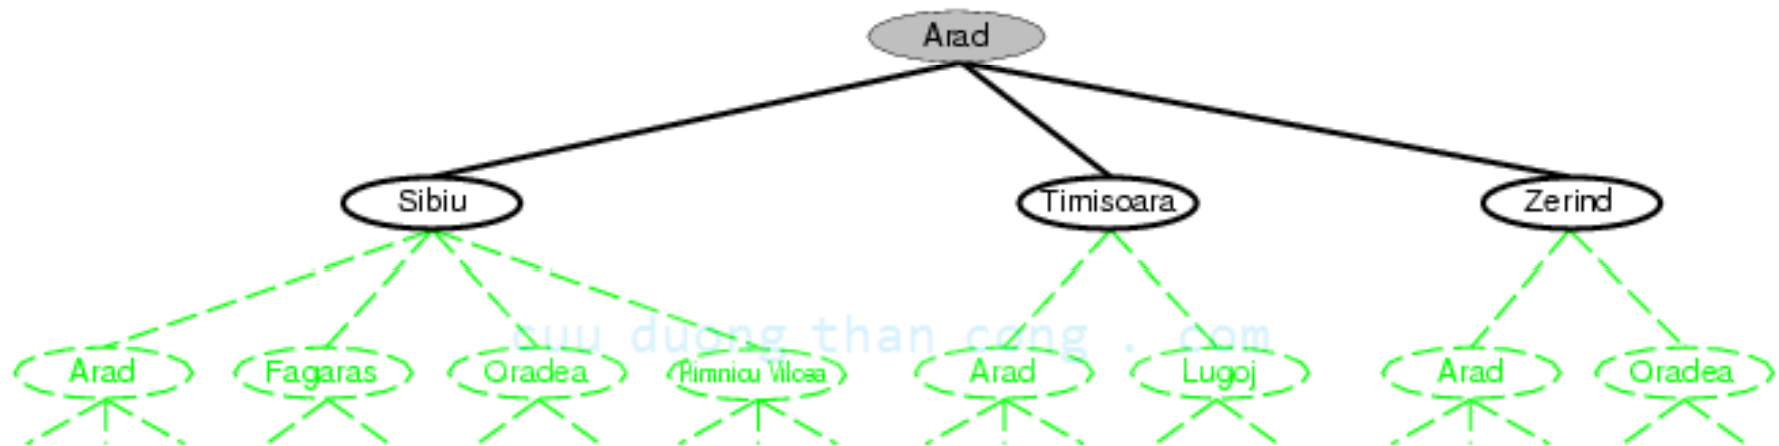 Arad
Sibiu Timisoara Zerind
cuu duong than cong . com
Arad Fagaras Oradea Rimnicu Vilcea Arad Lugoj Arad Oradea